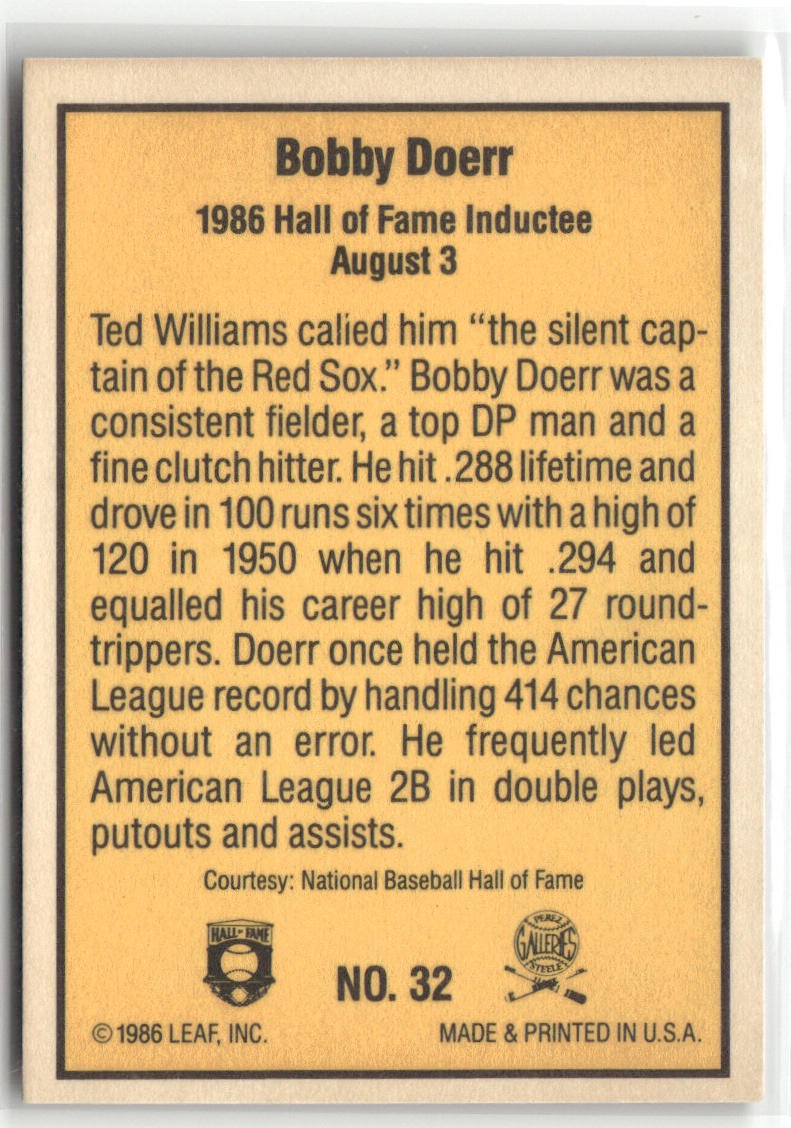 Bobby Doerr
1986 Hall of Fame Inductee
August 3
Ted Williams called him “the silent cap-
tain of the Red Sox.” Bobby Doerr was a
consistent fielder, a top DP man and a
fine clutch hitter. He hit .288 lifetime and
drove in 100 runs six times with a high of
120 in 1950 when he hit .294 and
equalled his career high of 27 round-
trippers. Doerr once held the American
League record by handling 414 chances
without an error. He frequently led
American League 2B in double plays,
putouts and assists.
Courtesy: National Baseball Hall of Fame
HALL OF FAME
PEREZ
GALLERIES
STEELE
NO. 32
© 1986 LEAF, INC.
MADE & PRINTED IN U.S.A.